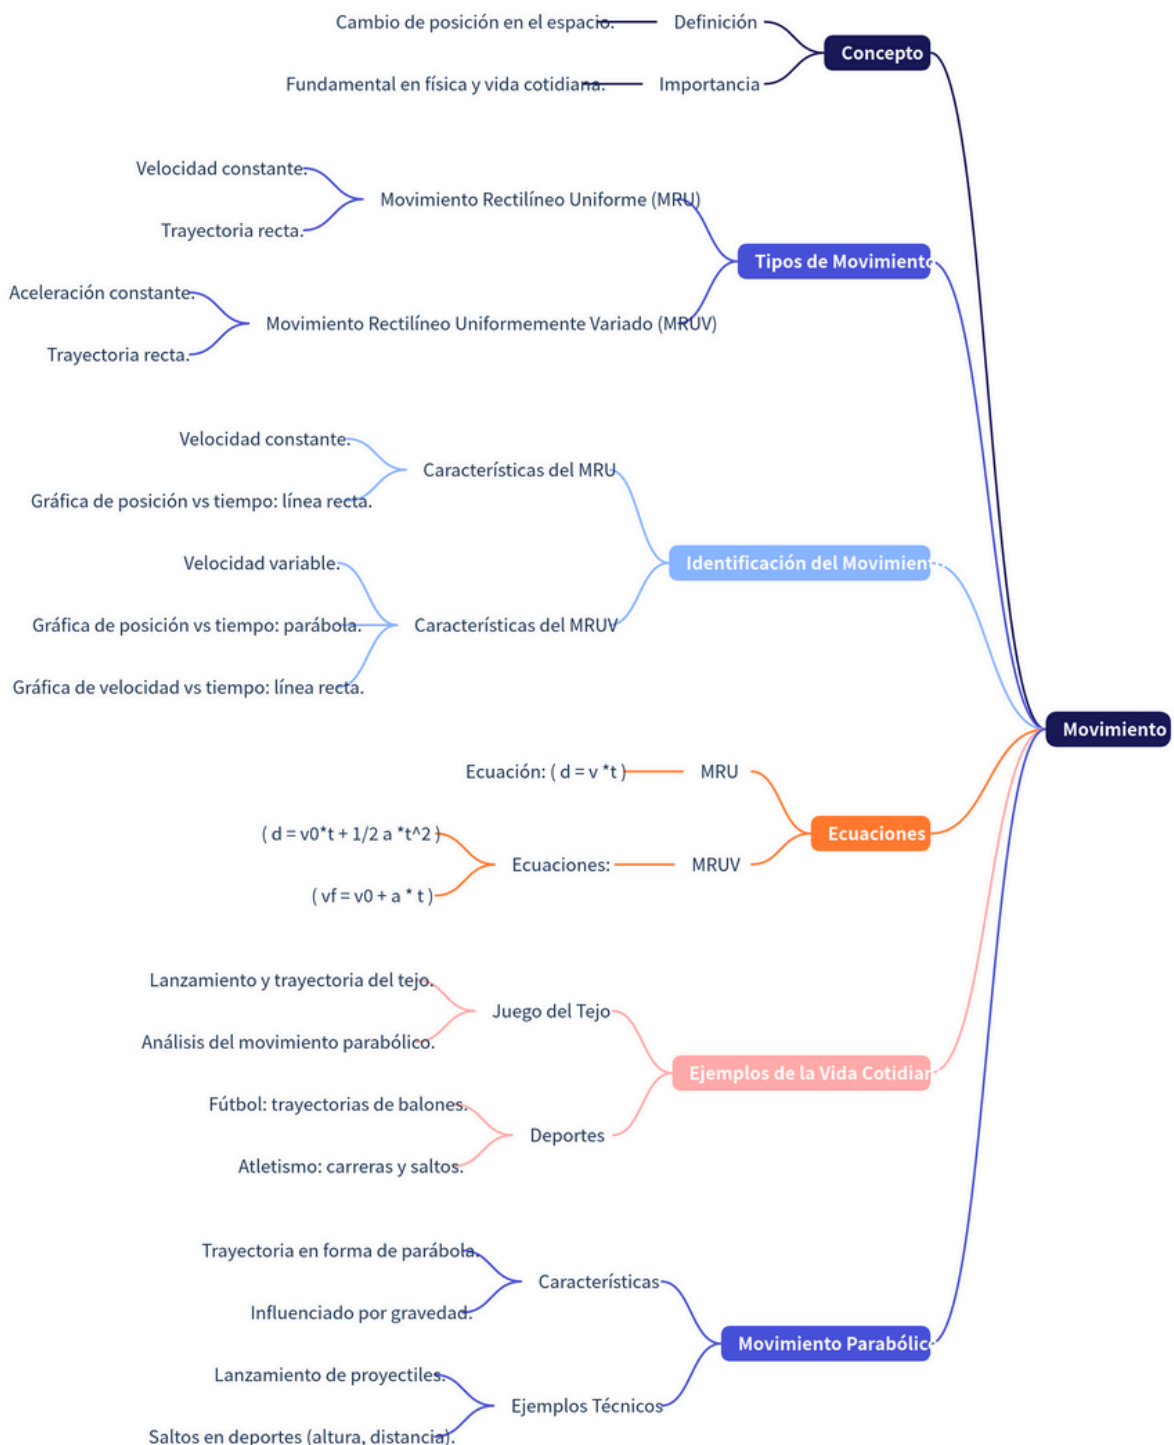 Cambio de posición en el espacio.
Definición
Concepto
Fundamental en física y vida cotidiana.
Importancia
Velocidad constante.
Movimiento Rectilíneo Uniforme (MRU)
Trayectoria recta.
Tipos de Movimiento
Aceleración constante.
Movimiento Rectilíneo Uniformemente Variado (MRUV)
Trayectoria recta.
Velocidad constante.
Características del MRU
Gráfica de posición vs tiempo: línea recta.
Identificación del Movimient
Velocidad variable.
Gráfica de posición vs tiempo: parábola.
Características del MRUV
Gráfica de velocidad vs tiempo: línea recta.
Movimiento
Ecuación: ( d = v *t )
MRU
Ecuaciones
( d = v0*t + 1/2 a *t^2 )
Ecuaciones:
MRUV
( vf = v0 + a * t )
Lanzamiento y trayectoria del tejo.
Juego del Tejo
Análisis del movimiento parabólico.
Ejemplos de la Vida Cotidian
Fútbol: trayectorias de balones.
Deportes
Atletismo: carreras y saltos.
Trayectoria en forma de parábola.
Características
Influenciado por gravedad.
Movimiento Parabólico
Lanzamiento de proyectiles.
Ejemplos Técnicos
Saltos en deportes (altura, distancia).